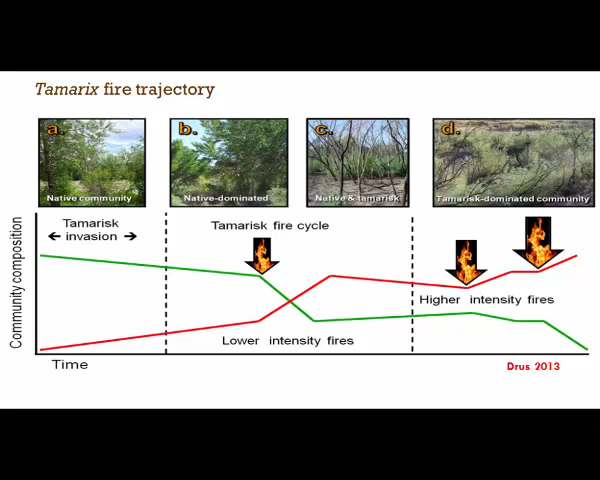 Tamarix fire trajectory
a.
b.
c.
d.
Native community
Native-dominated
Native & tamarisk
Tamarisk-dominated community
Community composition
Tamarisk
← invasion →
Tamarisk fire cycle
Higher intensity fires
Lower intensity fires
Time
Drus 2013